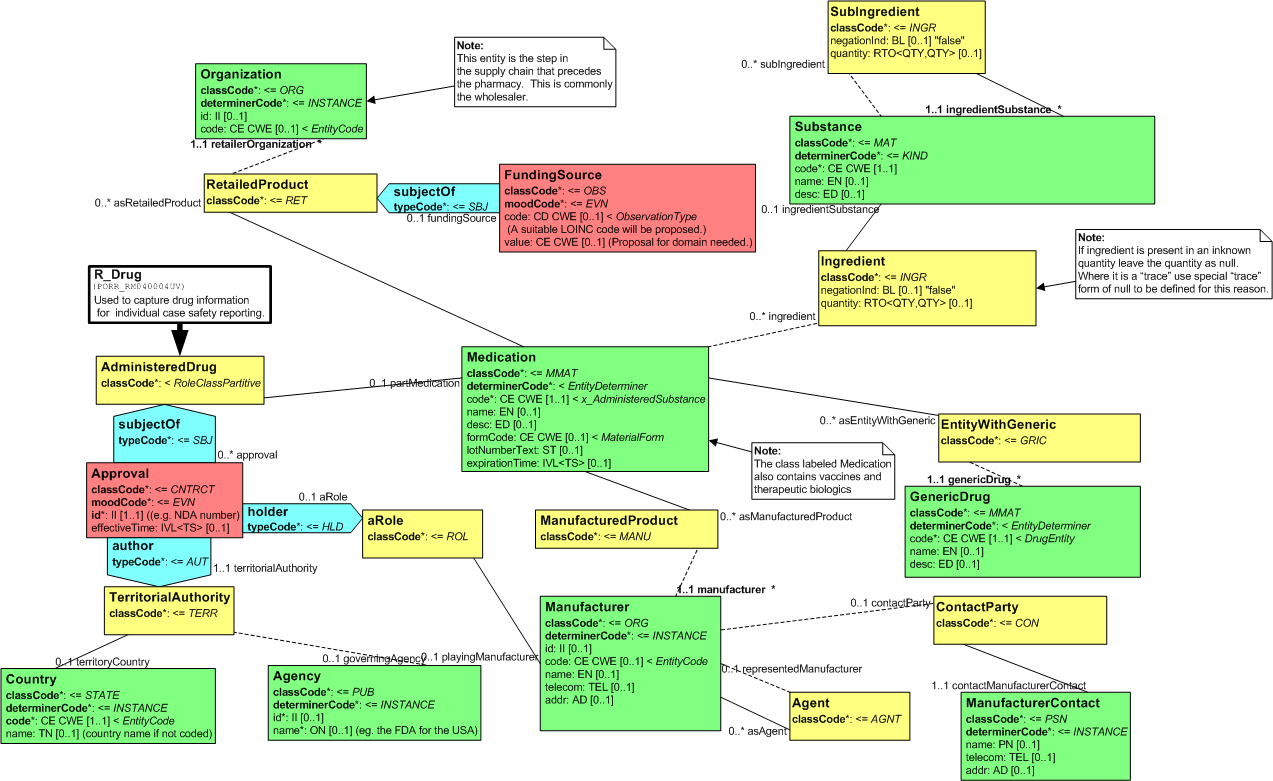 SubIngredient
classCode*: <= INGR
negationInd: BL [0..1] "false"
quantity: RTO<QTY,QTY> [0..1]
0..* subIngredient
1..1 ingredientSubstance *
Note:
This entity is the step in
the supply chain that precedes
the pharmacy. This is commonly
the wholesaler.
Organization
classCode*: <= ORG
determinerCode*: <= INSTANCE
id: II [0..1]
code: CE CWE [0..1] < EntityCode
1..1 retailerOrganization *
Substance
classCode*: <= MAT
determinerCode*: <= KIND
code*: CE CWE [1..1]
name: EN [0..1]
desc: ED [0..1]
0..1 ingredientSubstance
RetailedProduct
classCode*: <= RET
0..* asRetailedProduct
subjectOf
typeCode*: <= SBJ
0..1 fundingSource
FundingSource
classCode*: <= OBS
moodCode*: <= EVN
code: CD CWE [0..1] < ObservationType
(A suitable LOINC code will be proposed.)
value: CE CWE [0..1] (Proposal for domain needed.)
Note:
If ingredient is present in an inknown
quantity leave the quantity as null.
Where it is a “trace” use special “trace”
form of null to be defined for this reason.
Ingredient
classCode*: <= INGR
negationInd: BL [0..1] "false"
quantity: RTO<QTY,QTY> [0..1]
0..* ingredient
R_Drug
(PORR_RM040004UV)
Used to capture drug information
for individual case safety reporting.
AdministeredDrug
classCode*: < RoleClassPartitive
0..1 partMedication
Medication
classCode*: <= MMAT
determinerCode*: < EntityDeterminer
code*: CE CWE [1..1] < x_AdministeredSubstance
name: EN [0..1]
desc: ED [0..1]
formCode: CE CWE [0..1] < MaterialForm
lotNumberText: ST [0..1]
expirationTime: IVL<TS> [0..1]
0..* asEntityWithGeneric
EntityWithGeneric
classCode*: <= GRIC
1..1 genericDrug *
Note:
The class labeled Medication
also contains vaccines and
therapeutic biologics
GenericDrug
classCode*: <= MMAT
determinerCode*: < EntityDeterminer
code*: CE CWE [1..1] < DrugEntity
name: EN [0..1]
desc: ED [0..1]
subjectOf
typeCode*: <= SBJ
0..* approval
Approval
classCode*: <= CNTRCT
moodCode*: <= EVN
id*: II [1..1] ((e.g. NDA number)
effectiveTime: IVL<TS> [0..1]
0..1 aRole
holder
typeCode*: <= HLD
aRole
classCode*: <= ROL
0..* asManufacturedProduct
ManufacturedProduct
classCode*: <= MANU
author
typeCode*: <= AUT
1..1 territorialAuthority
TerritorialAuthority
classCode*: <= TERR
1..1 manufacturer *
Manufacturer
classCode*: <= ORG
determinerCode*: <= INSTANCE
id: II [0..1]
code: CE CWE [0..1] < EntityCode
name: EN [0..1]
telecom: TEL [0..1]
addr: AD [0..1]
0..1 contactParty
ContactParty
classCode*: <= CON
0..1 territoryCountry
0..1 governingAgency
0..1 playingManufacturer
0..1 representedManufacturer
Country
classCode*: <= STATE
determinerCode*: <= INSTANCE
code*: CE CWE [1..1] < EntityCode
name: TN [0..1] (country name if not coded)
Agency
classCode*: <= PUB
determinerCode*: <= INSTANCE
id*: II [0..1]
name*: ON [0..1] (eg. the FDA for the USA)
Agent
classCode*: <= AGNT
0..* asAgent
1..1 contactManufacturerContact
ManufacturerContact
classCode*: <= PSN
determinerCode*: <= INSTANCE
name: PN [0..1]
telecom: TEL [0..1]
addr: AD [0..1]